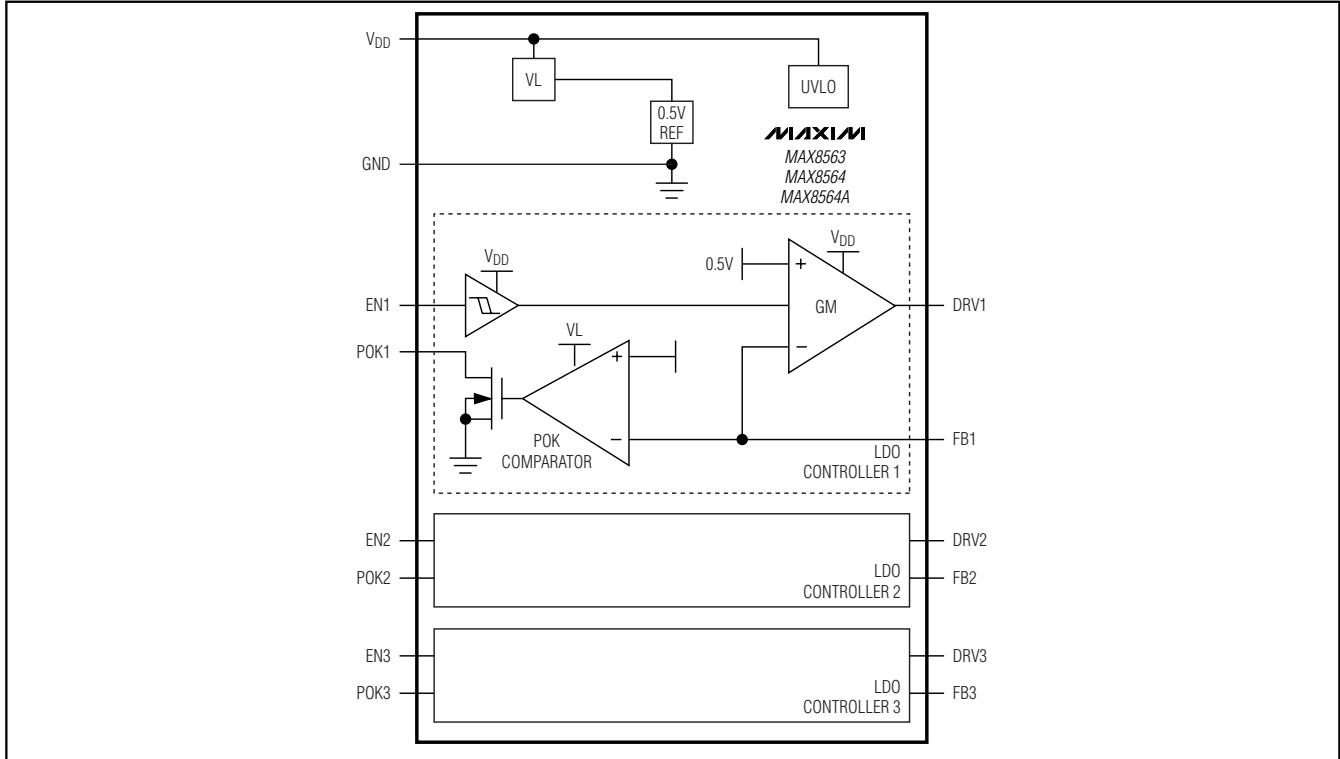 VDD
VL
UVLO
0.5V
REF
MAXIM
MAX8563
MAX8564
MAX8564A
GND
VDD
VDD
0.5V
+
EN1
GM
DRV1
−
POK1
VL
+
−
POK
COMPARATOR
FB1
LDO
CONTROLLER 1
EN2
DRV2
POK2
LDO
CONTROLLER 2
FB2
EN3
DRV3
POK3
LDO
CONTROLLER 3
FB3